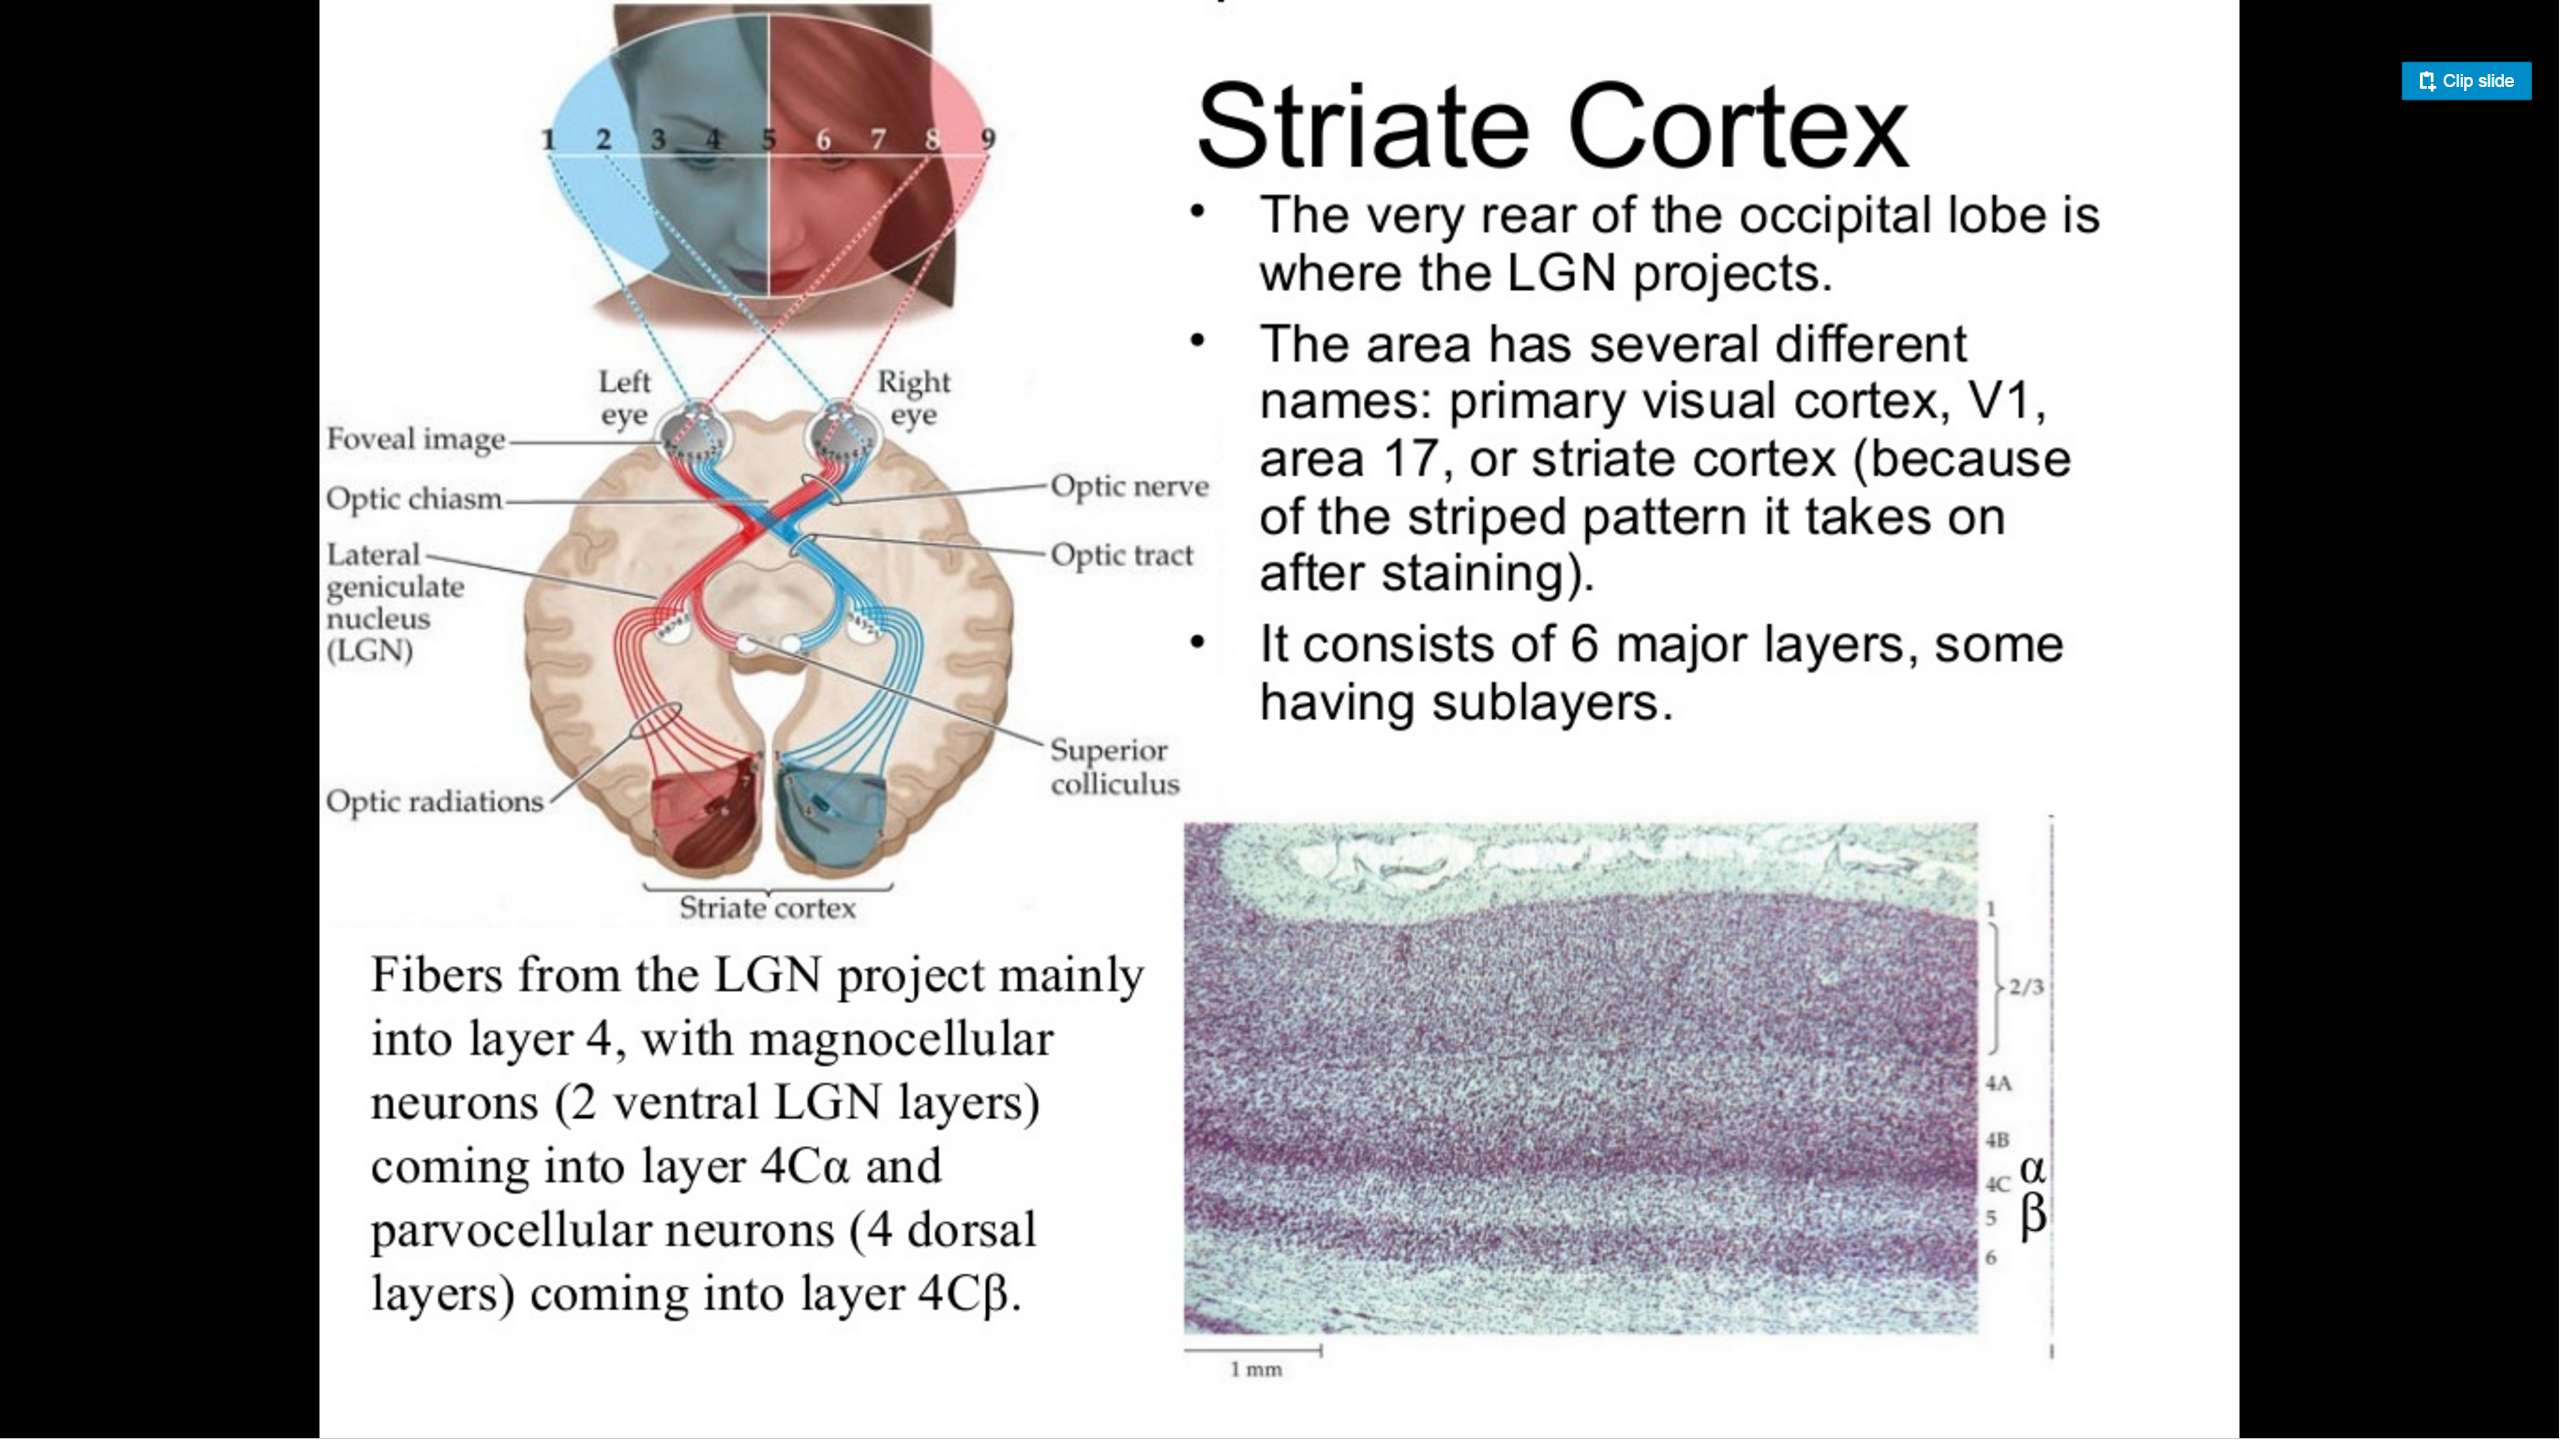 Clip slide
Striate Cortex
• The very rear of the occipital lobe is
where the LGN projects.
• The area has several different
names: primary visual cortex, V1,
area 17, or striate cortex (because
of the striped pattern it takes on
after staining).
• It consists of 6 major layers, some
having sublayers.
1 2 3 4 5 6 7 8 9
Left
eye
Right
eye
Foveal image
Optic chiasm
Lateral
geniculate
nucleus
(LGN)
Optic radiations
Optic nerve
Optic tract
Superior
colliculus
Striate cortex
Fibers from the LGN project mainly
into layer 4, with magnocellular
neurons (2 ventral LGN layers)
coming into layer 4Cα and
parvocellular neurons (4 dorsal
layers) coming into layer 4Cβ.
1
2/3
4A
4B
4C α
5 β
6
1 mm